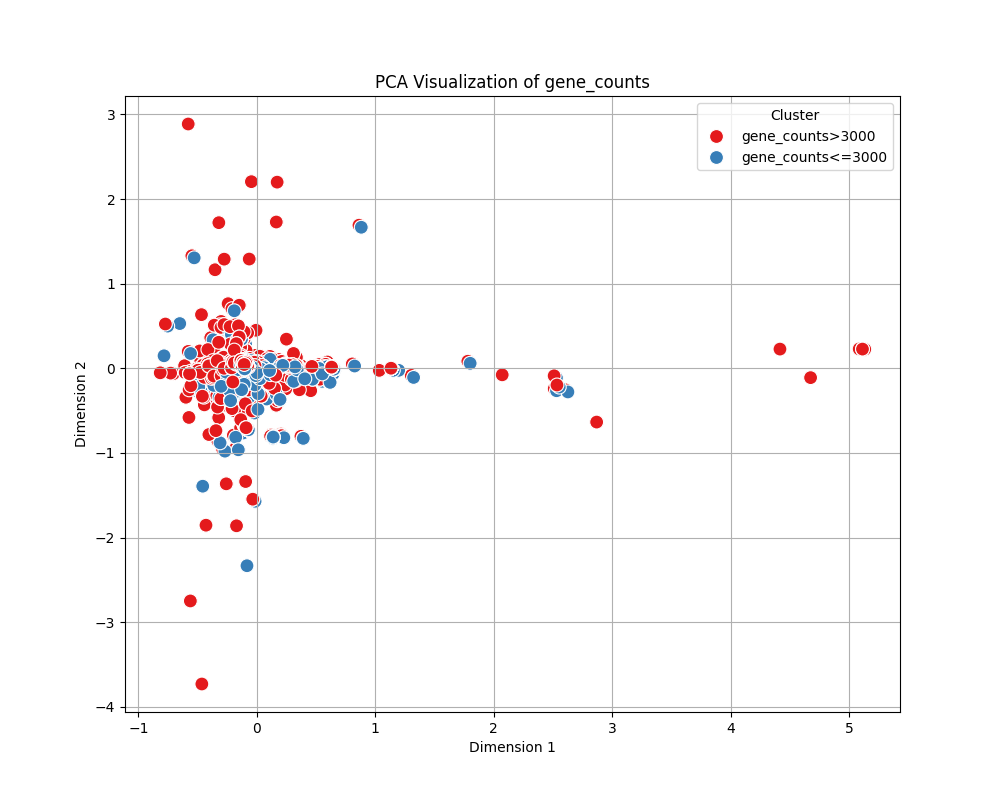 PCA Visualization of gene_counts
Cluster
gene_counts>3000
gene_counts<=3000
3
2
1
0
−1
−2
−3
−4
Dimension 2
−1 0 1 2 3 4 5
Dimension 1